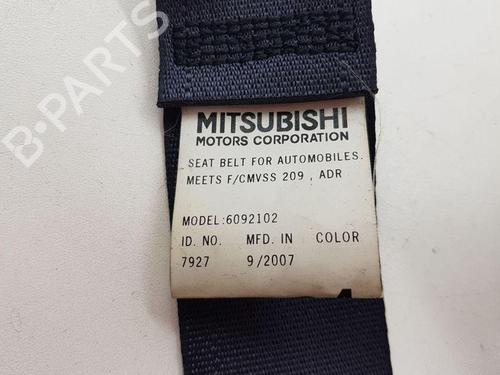 B-PARTS
MITSUBISHI
MOTORS CORPORATION
SEAT BELT FOR AUTOMOBILES.
MEETS F/CMVSS 209 , ADR
MODEL:6092102
ID. NO. MFD. IN COLOR
7927 9/2007